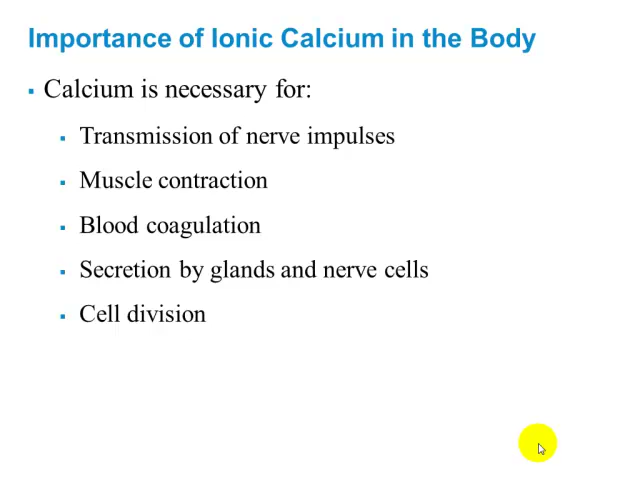 Importance of Ionic Calcium in the Body
▪ Calcium is necessary for:
▪ Transmission of nerve impulses
▪ Muscle contraction
▪ Blood coagulation
▪ Secretion by glands and nerve cells
▪ Cell division